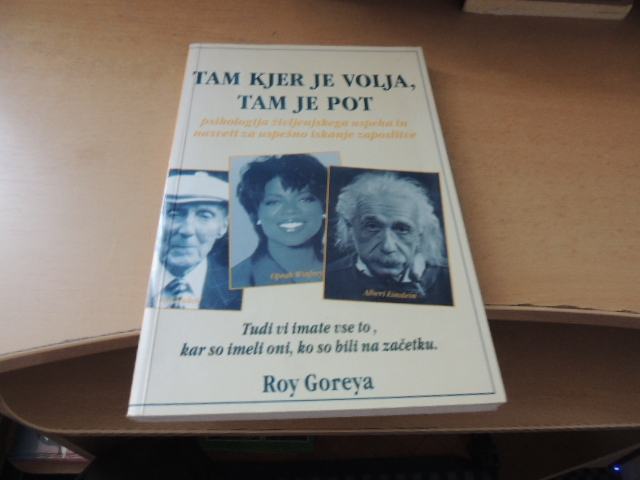 TAM KJER JE VOLJA,
TAM JE POT
psihologija življenjskega uspeha in
nasveti za uspešno iskanje zaposlitve
Oprah Winfrey
Albert Einstein
Tudi vi imate vse to,
kar so imeli oni, ko so bili na začetku.
Roy Goreya